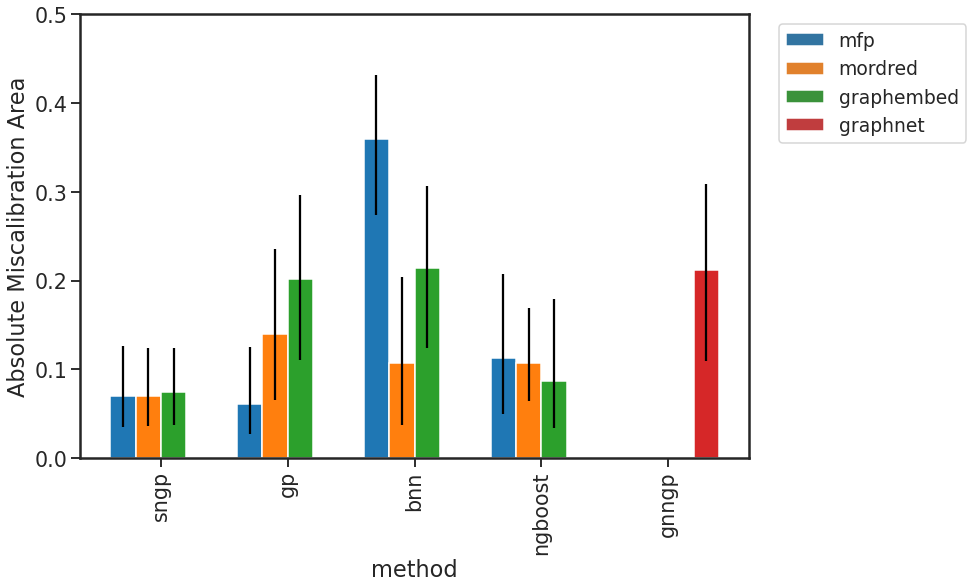 Absolute Miscalibration Area
0.5
0.4
0.3
0.2
0.1
0.0
sngp
gp
bnn
ngboost
gnngp
method
mfp
mordred
graphembed
graphnet